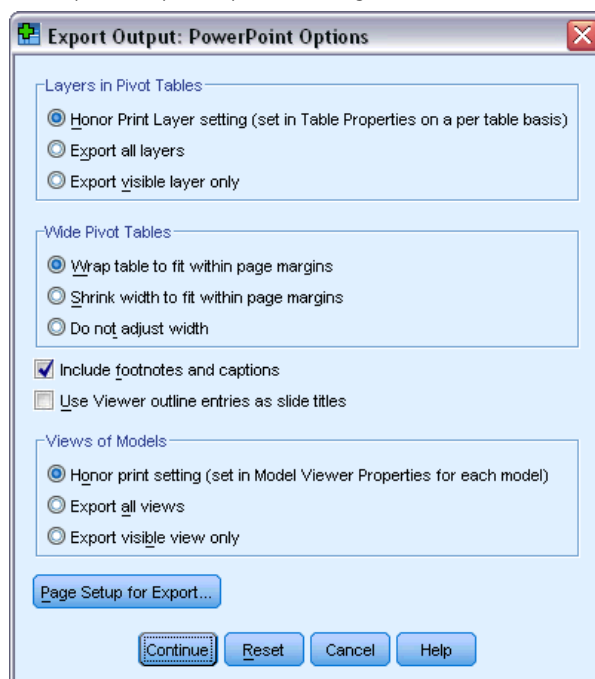 Export Output: PowerPoint Options
Layers in Pivot Tables
Honor Print Layer setting (set in Table Properties on a per table basis)
Export all layers
Export visible layer only
Wide Pivot Tables
Wrap table to fit within page margins
Shrink width to fit within page margins
Do not adjust width
Include footnotes and captions
Use Viewer outline entries as slide titles
Views of Models
Honor print setting (set in Model Viewer Properties for each model)
Export all views
Export visible view only
Page Setup for Export...
Continue Reset Cancel Help